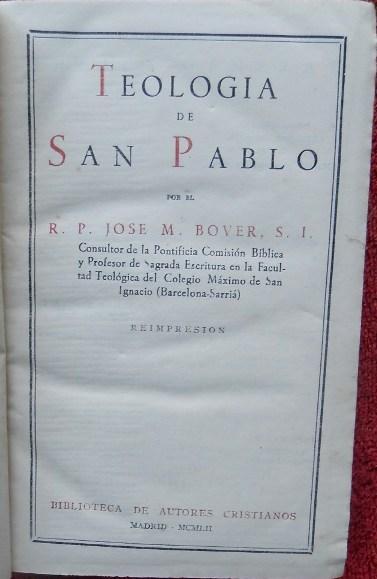 TEOLOGIA
DE
SAN PABLO
POR EL
R. P. JOSE M. BOVER, S. I.
Consultor de la Pontificia Comisión Bíblica
y Profesor de Sagrada Escritura en la Facul-
tad Teológica del Colegio Máximo de San
Ignacio (Barcelona-Sarriá)
REIMPRESION
BIBLIOTECA DE AUTORES CRISTIANOS
MADRID - MCMLII